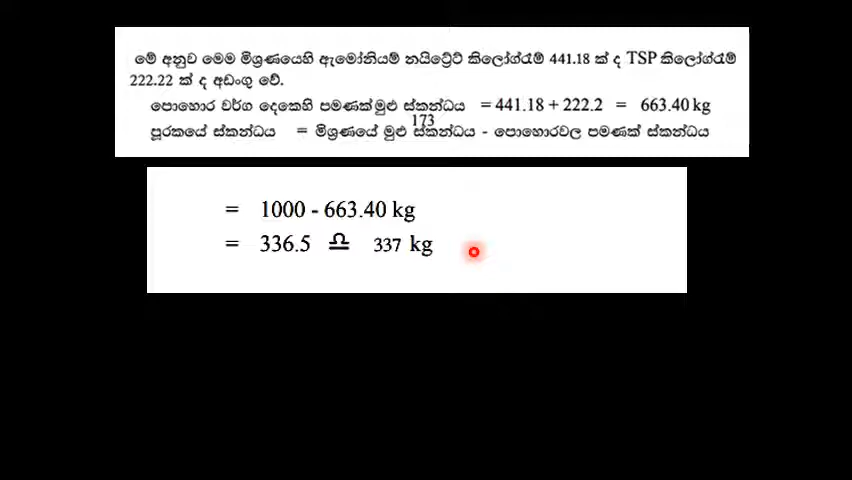 මේ අනුව මෙම මිශ්‍රණයෙහි ඇමෝනියම් නයිට්‍රේට් කිලෝග්රෑම් 441.18 ක් ද TSP කිලෝග්රෑම්
222.22 ක් ද අඩංගු වේ.
පොහොර වර්ග දෙකෙහි පමණක්මුළු ස්කන්ධය = 441.18 + 222.2 = 663.40 kg
173
පූරකයේ ස්කන්ධය = මිශ්‍රණයේ මුළු ස්කන්ධය - පොහොරවල පමණක් ස්කන්ධය
= 1000 - 663.40 kg
= 336.5 ♎ 337 kg